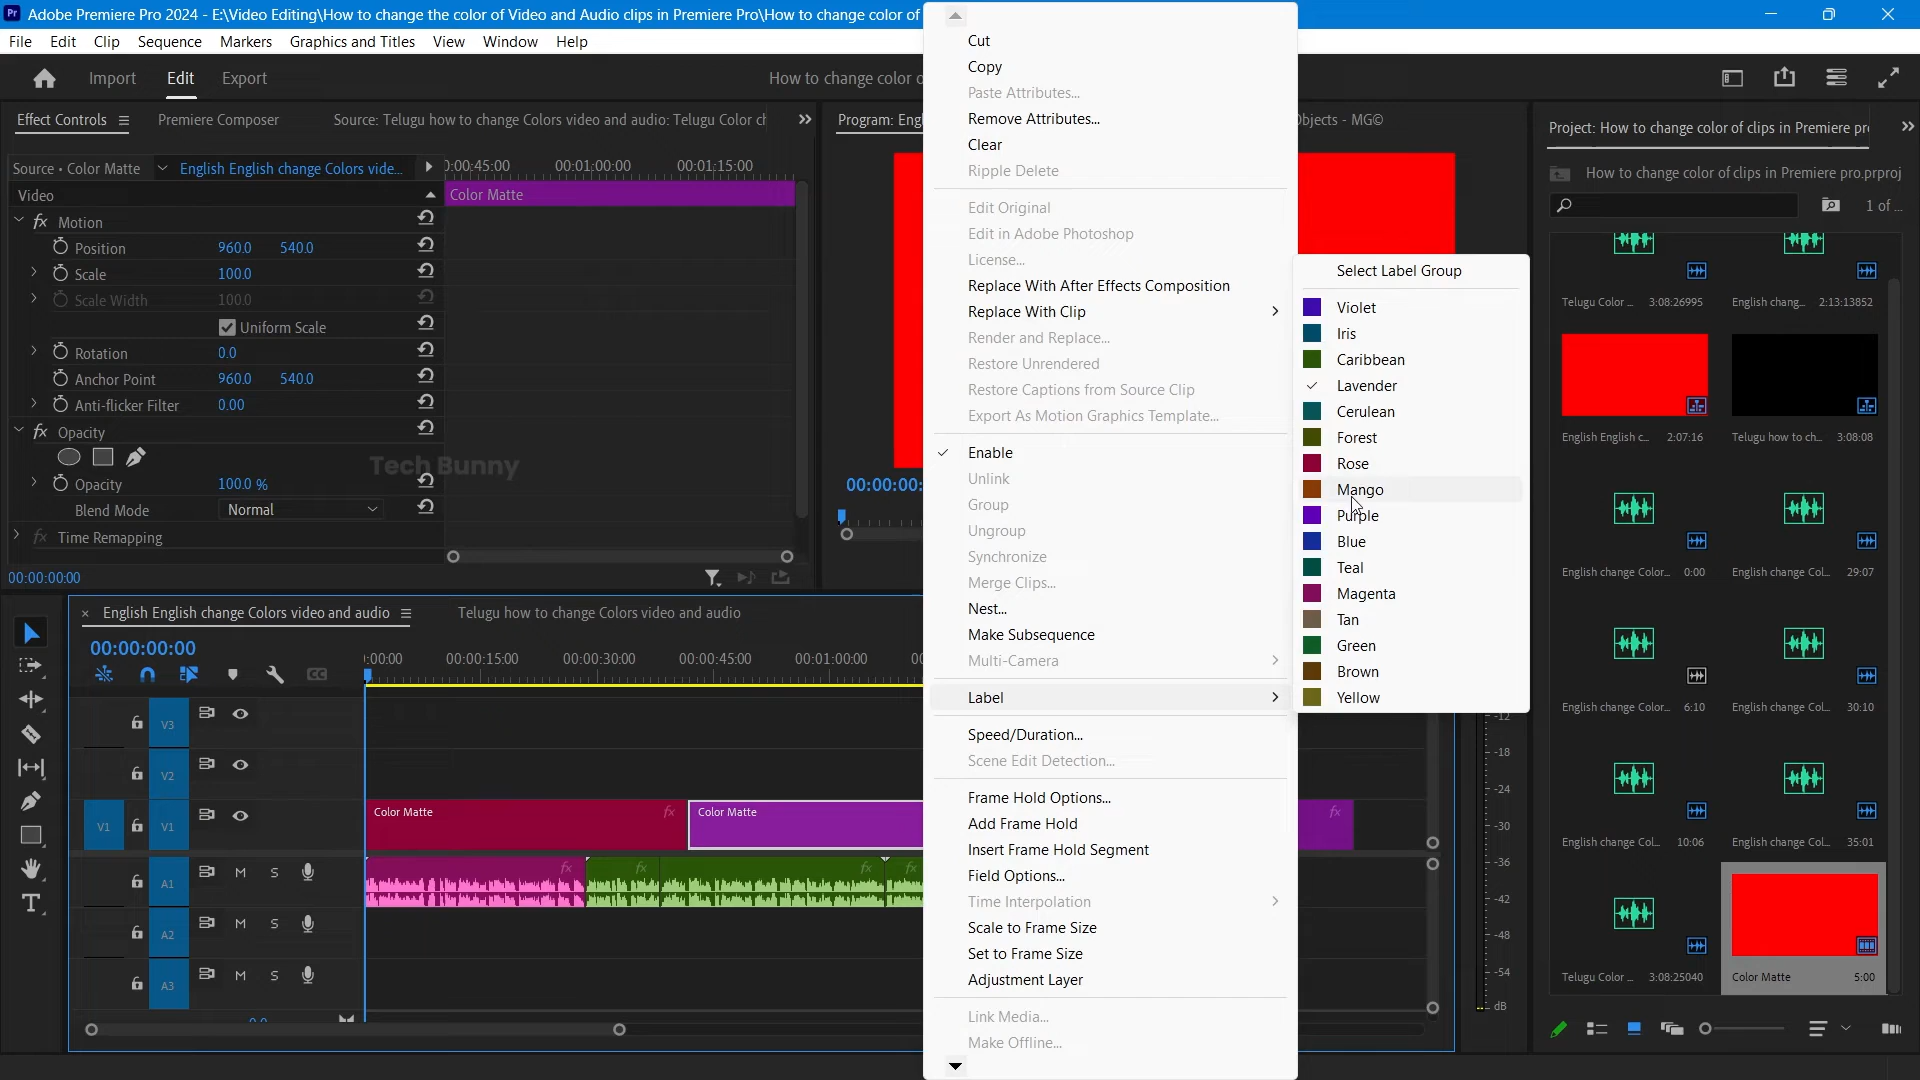 Pr Adobe Premiere Pro 2024 - E:\Video Editing\How to change the color of Video and Audio clips in Premiere Pro\How to change color of
File Edit Clip Sequence Markers Graphics and Titles View Window Help
Import Edit Export How to change color o
Effect Controls Premiere Composer Source: Telugu how to change Colors video and audio: Telugu Color ch
Source • Color Matte English English change Colors vide...
0:00:45:00 00:01:00:00 00:01:15:00
Video
Color Matte
fx Motion
Position 960.0 540.0
Scale 100.0
Scale Width 100.0
Uniform Scale
Rotation 0.0
Anchor Point 960.0 540.0
Anti-flicker Filter 0.00
fx Opacity
Tech Bunny
Opacity 100.0 %
Blend Mode Normal
fx Time Remapping
00:00:00:00
Program: Eng
bjects - MG©
00:00:00:
Cut
Copy
Paste Attributes...
Remove Attributes...
Clear
Ripple Delete
Edit Original
Edit in Adobe Photoshop
License...
Replace With After Effects Composition
Replace With Clip
Render and Replace...
Restore Unrendered
Restore Captions from Source Clip
Export As Motion Graphics Template...
Enable
Unlink
Group
Ungroup
Synchronize
Merge Clips...
Nest...
Make Subsequence
Multi-Camera
Label
Speed/Duration...
Scene Edit Detection...
Frame Hold Options...
Add Frame Hold
Insert Frame Hold Segment
Field Options...
Time Interpolation
Scale to Frame Size
Set to Frame Size
Adjustment Layer
Link Media...
Make Offline...
Select Label Group
Violet
Iris
Caribbean
Lavender
Cerulean
Forest
Rose
Mango
Purple
Blue
Teal
Magenta
Tan
Green
Brown
Yellow
Project: How to change color of clips in Premiere pr
How to change color of clips in Premiere pro.prproj
1 of ...
Telugu Color ... 3:08:26995 English chang... 2:13:13852
English English c... 2:07:16 Telugu how to ch... 3:08:08
English change Color... 0:00 English change Col... 29:07
English change Color... 6:10 English change Col... 30:10
English change Col... 10:06 English change Col... 35:01
Telugu Color ... 3:08:25040 Color Matte 5:00
English English change Colors video and audio Telugu how to change Colors video and audio
00:00:00:00
:00:00 00:00:15:00 00:00:30:00 00:00:45:00 00:01:00:00 00
V3
V2
V1 V1
Color Matte fx Color Matte fx
A1 M S fx fx fx fx
A2 M S
A3 M S
0.0
-12
-18
-24
-30
-36
-42
-48
-54
dB